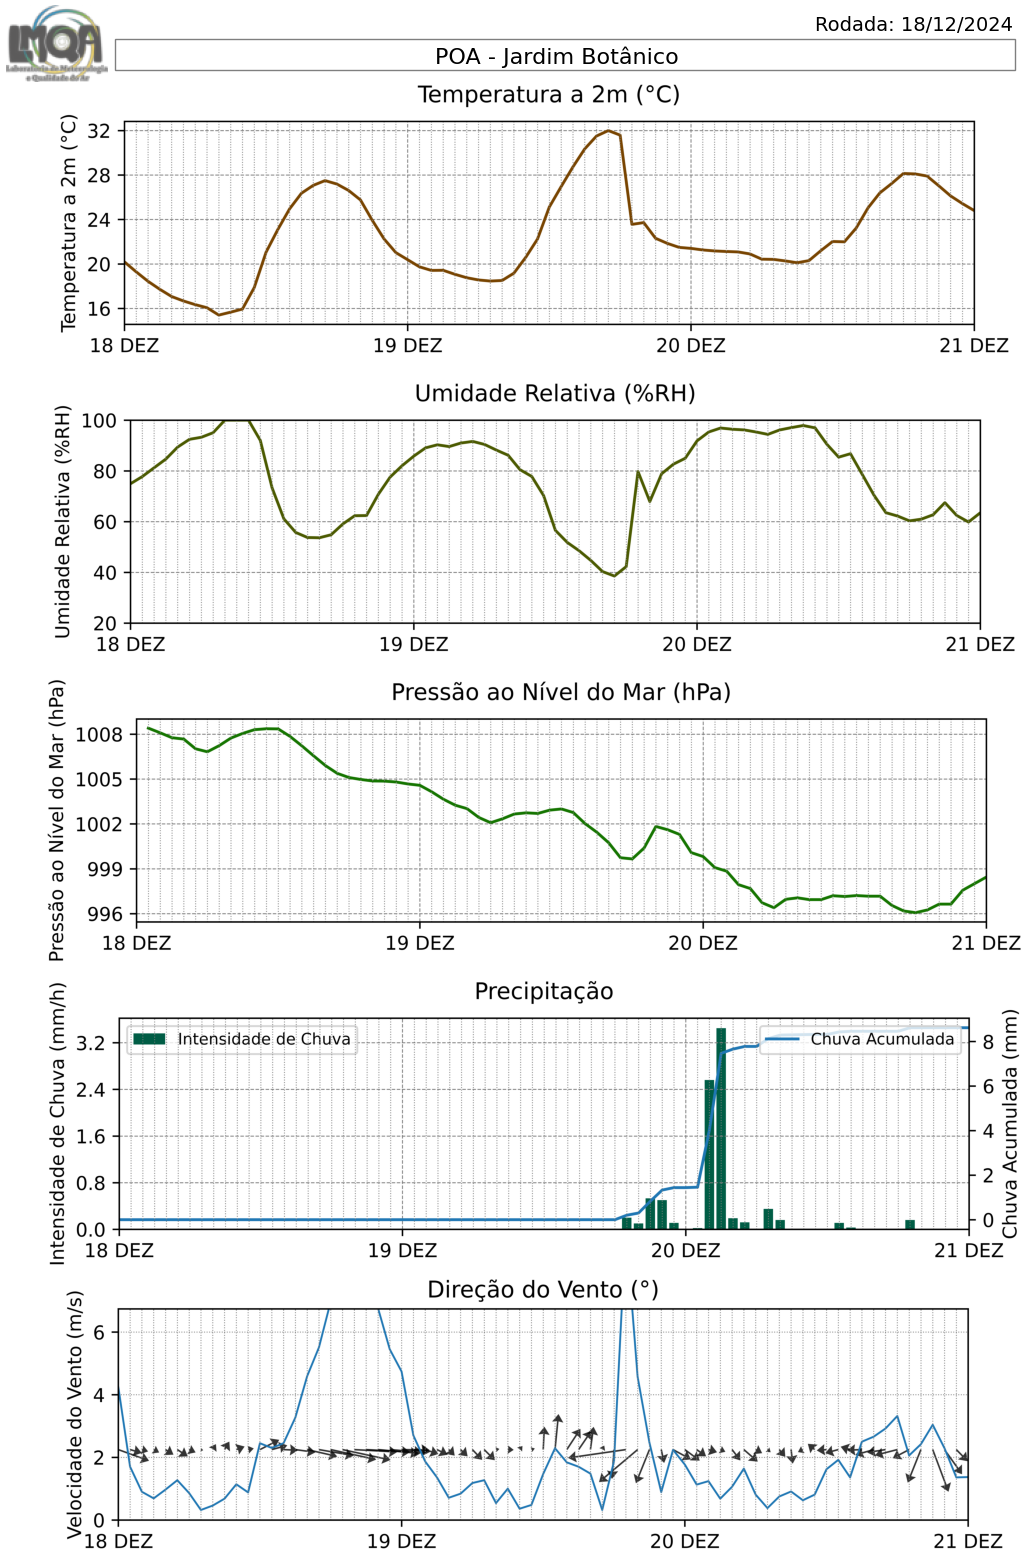 Rodada: 18/12/2024
LMQA
Laboratório de Meteorologia
e Qualidade do Ar
POA - Jardim Botânico
Temperatura a 2m (°C)
Temperatura a 2m (°C)
32
28
24
20
16
18 DEZ 19 DEZ 20 DEZ 21 DEZ
Umidade Relativa (%RH)
Umidade Relativa (%RH)
100
80
60
40
20
18 DEZ 19 DEZ 20 DEZ 21 DEZ
Pressão ao Nível do Mar (hPa)
Pressão ao Nível do Mar (hPa)
1008
1005
1002
999
996
18 DEZ 19 DEZ 20 DEZ 21 DEZ
Precipitação
Intensidade de Chuva (mm/h)
Intensidade de Chuva
Chuva Acumulada
Chuva Acumulada (mm)
3.2
2.4
1.6
0.8
0.0
8
6
4
2
0
18 DEZ 19 DEZ 20 DEZ 21 DEZ
Direção do Vento (°)
Velocidade do Vento (m/s)
6
4
2
0
18 DEZ 19 DEZ 20 DEZ 21 DEZ